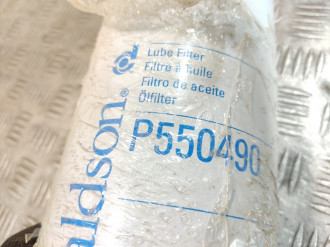 Lube Filter
Filtre à huile
Filtro de aceite
Ölfilter
P550490
aldson®